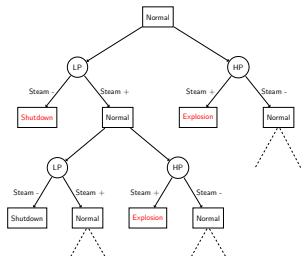 Normal
LP
HP
Steam -
Steam +
Steam +
Steam -
Shutdown
Normal
Explosion
Normal
LP
HP
Steam -
Steam +
Steam +
Steam -
Shutdown
Normal
Explosion
Normal